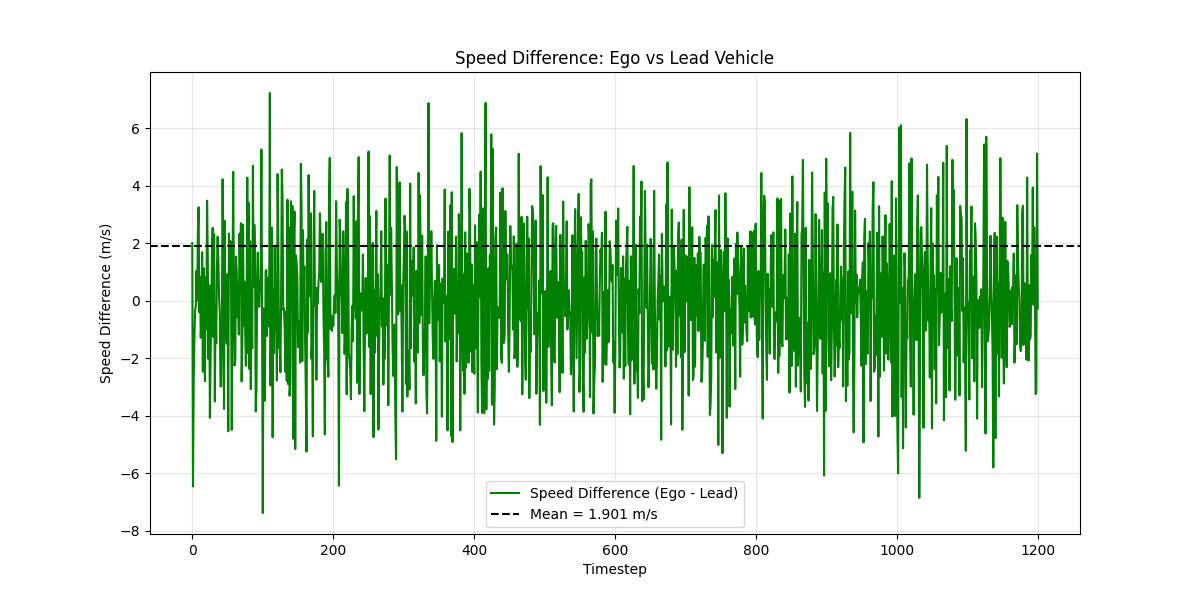 Speed Difference: Ego vs Lead Vehicle
Speed Difference (m/s)
6
4
2
0
−2
−4
−6
−8
Speed Difference (Ego - Lead)
Mean = 1.901 m/s
0 200 400 600 800 1000 1200
Timestep